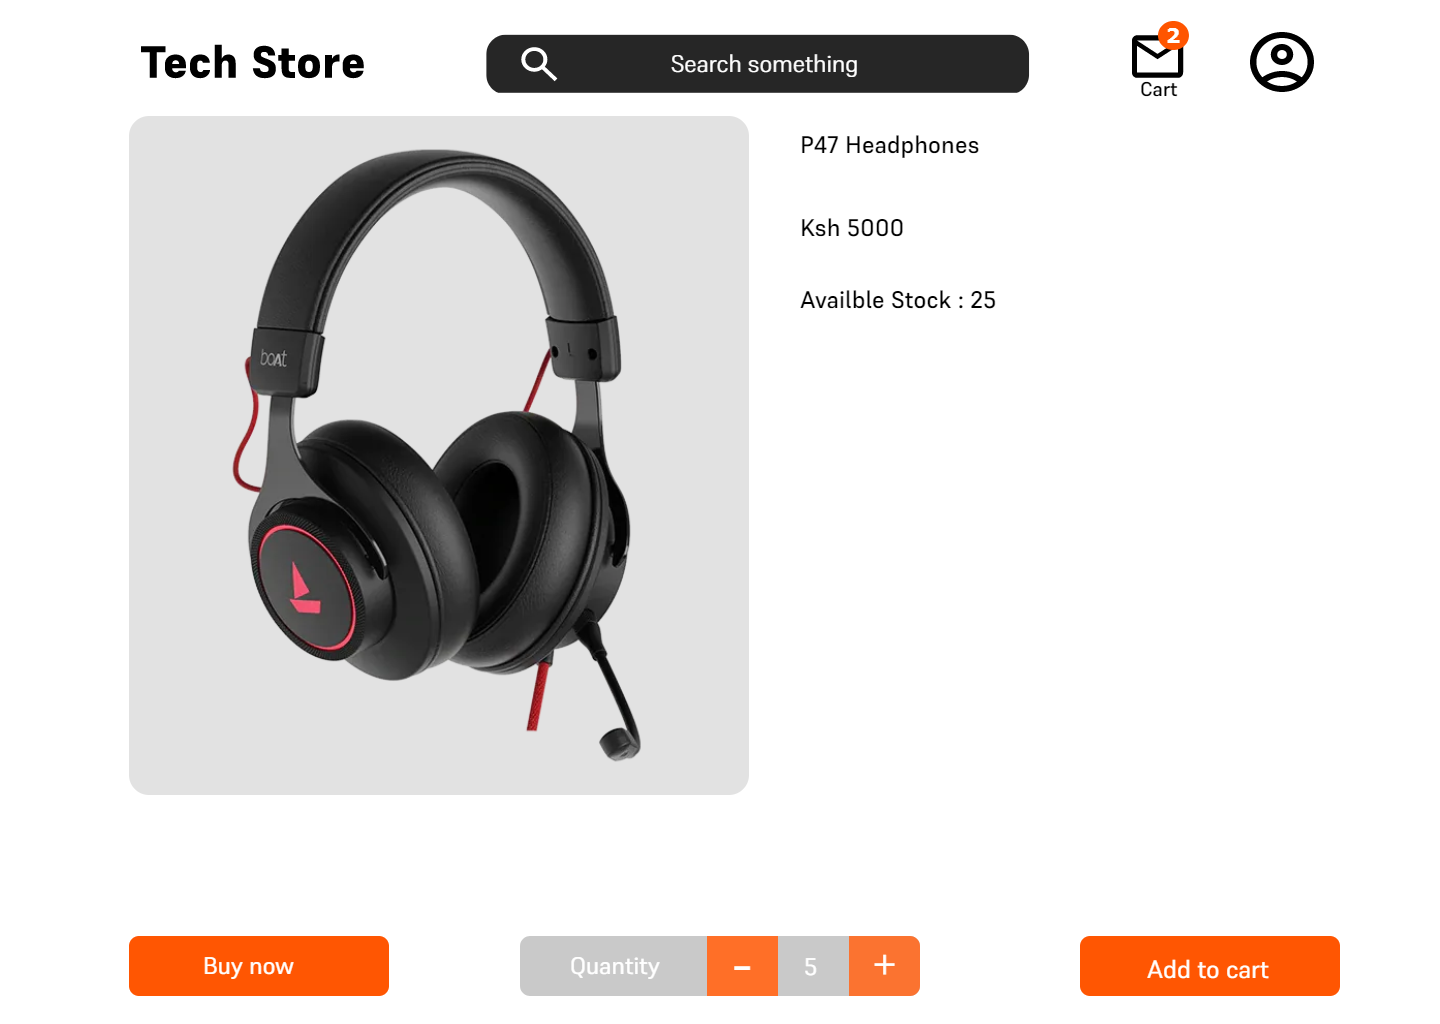 Tech Store
Search something
2
Cart
P47 Headphones
Ksh 5000
Availble Stock : 25
boAt
L
Buy now
Quantity
-
5
+
Add to cart